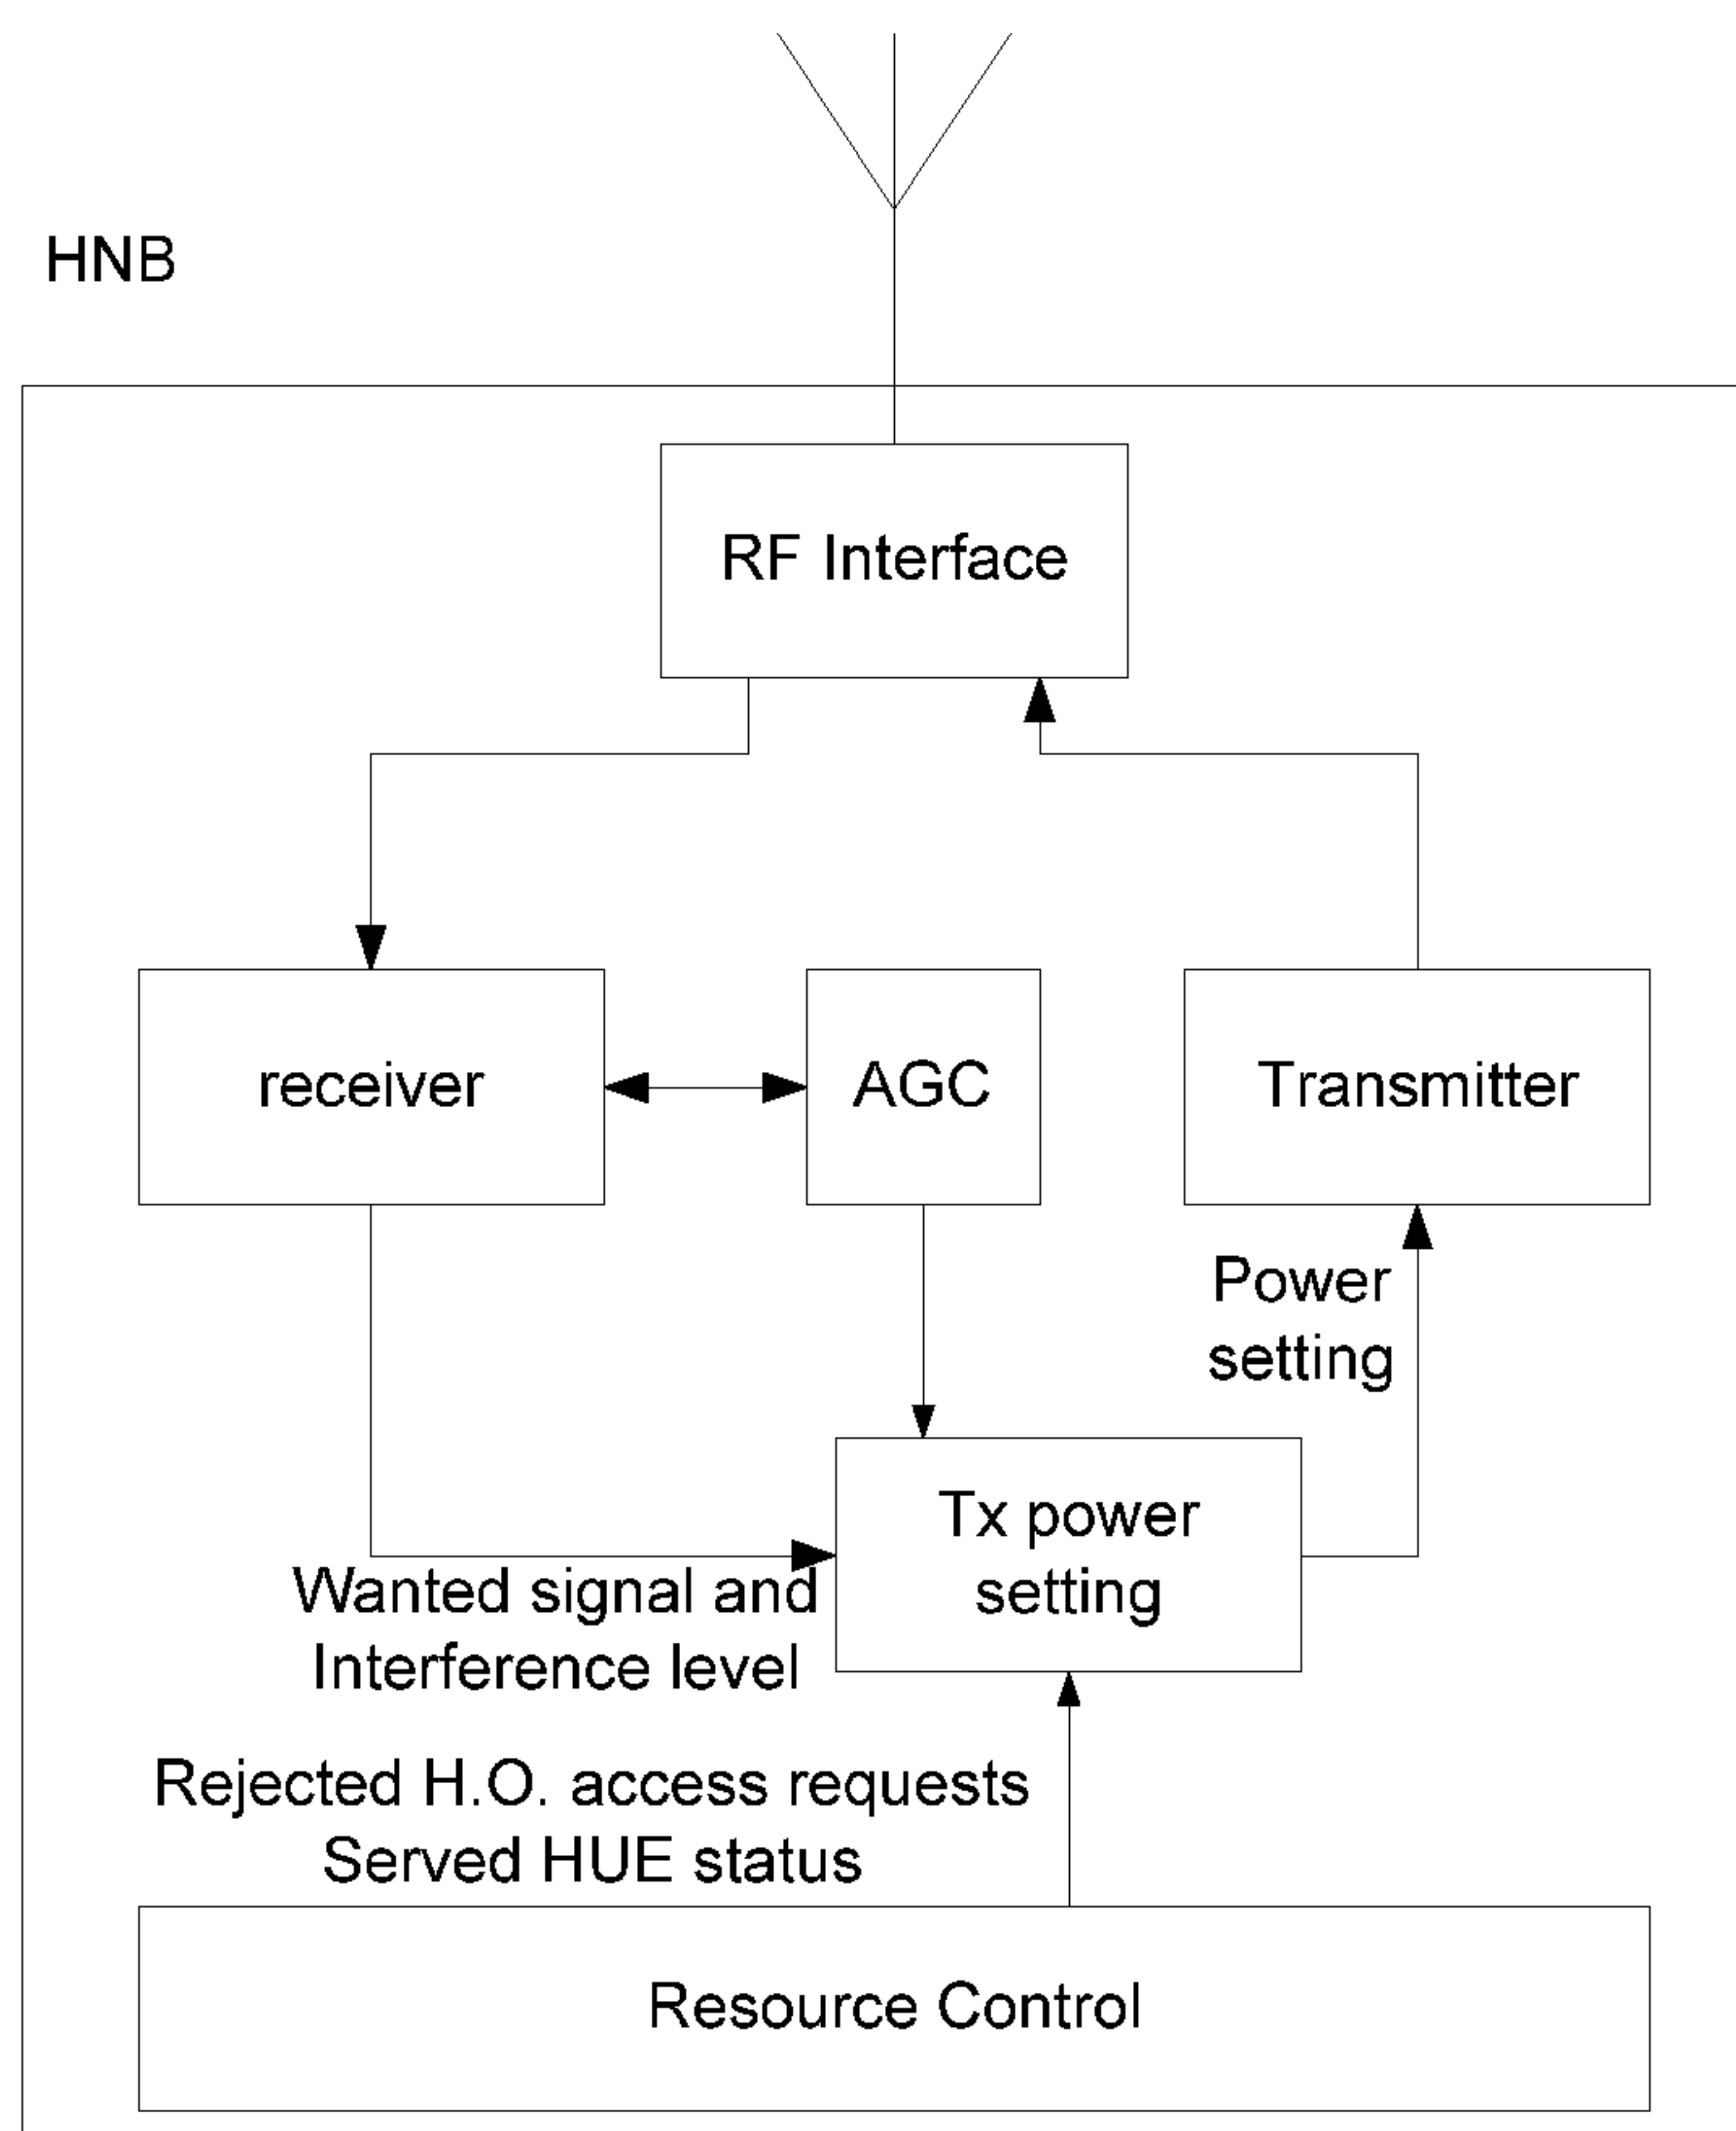 HNB
RF Interface
receiver
AGC
Transmitter
Power
setting
Tx power
setting
Wanted signal and
Interference level
Rejected H.O. access requests
Served HUE status
Resource Control